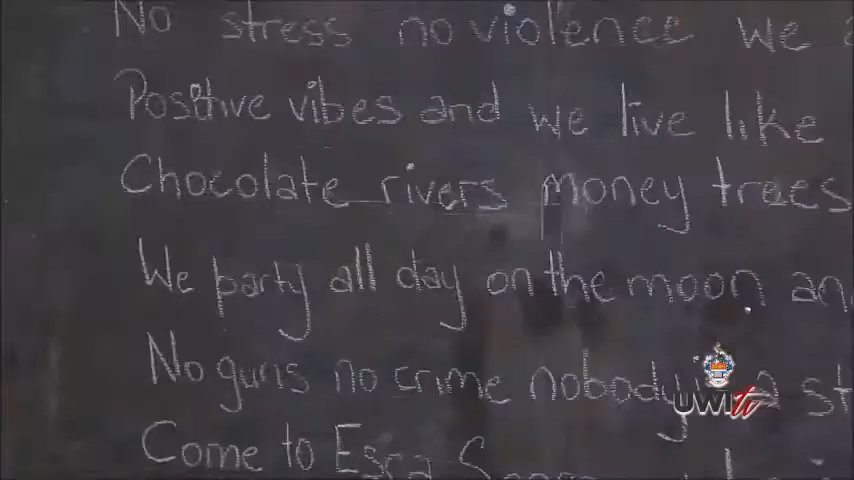 No stress no violence we
Positive vibes and we live like
Chocolate rivers money trees
We party all day on the moon
No guns no crime nobody
Come to
UWItv